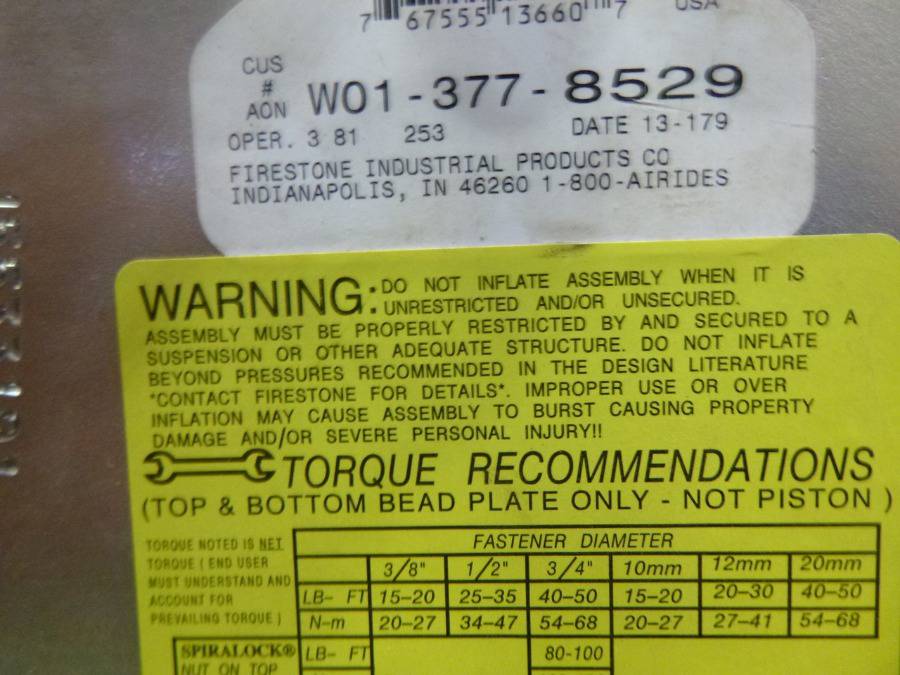 7 67555 13660 7 USA
CUS
#
AON W01-377-8529
OPER. 3 81 253 DATE 13-179
FIRESTONE INDUSTRIAL PRODUCTS CO
INDIANAPOLIS, IN 46260 1-800-AIRIDES
WARNING: DO NOT INFLATE ASSEMBLY WHEN IT IS
UNRESTRICTED AND/OR UNSECURED.
ASSEMBLY MUST BE PROPERLY RESTRICTED BY AND SECURED TO A
SUSPENSION OR OTHER ADEQUATE STRUCTURE. DO NOT INFLATE
BEYOND PRESSURES RECOMMENDED IN THE DESIGN LITERATURE
"CONTACT FIRESTONE FOR DETAILS". IMPROPER USE OR OVER
INFLATION MAY CAUSE ASSEMBLY TO BURST CAUSING PROPERTY
DAMAGE AND/OR SEVERE PERSONAL INJURY!!
TORQUE RECOMMENDATIONS
(TOP & BOTTOM BEAD PLATE ONLY - NOT PISTON )
TORQUE NOTED IS NET
TORQUE ( END USER
MUST UNDERSTAND AND
ACCOUNT FOR
PREVAILING TORQUE )
FASTENER DIAMETER
3/8" 1/2" 3/4" 10mm 12mm 20mm
LB- FT 15-20 25-35 40-50 15-20 20-30 40-50
N-m 20-27 34-47 54-68 20-27 27-41 54-68
SPIRALOCK® LB- FT 80-100
NUT ON TOP